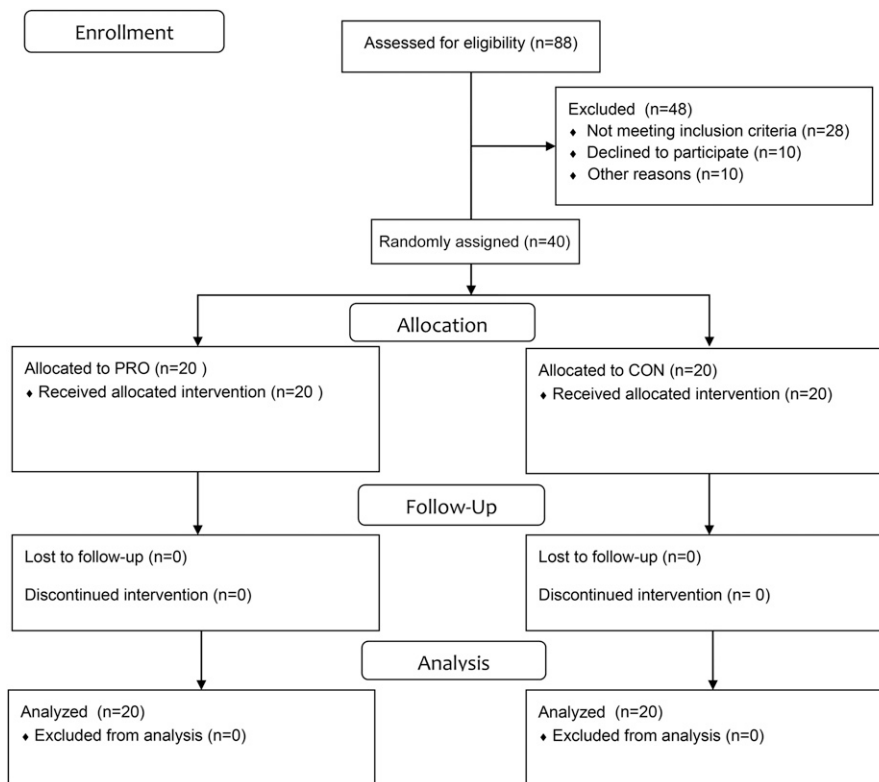 Enrollment
Assessed for eligibility (n=88)
Excluded (n=48)
♦ Not meeting inclusion criteria (n=28)
♦ Declined to participate (n=10)
♦ Other reasons (n=10)
Randomly assigned (n=40)
Allocation
Allocated to PRO (n=20 )
♦ Received allocated intervention (n=20 )
Allocated to CON (n=20)
♦ Received allocated intervention (n=20)
Follow-Up
Lost to follow-up (n=0)
Discontinued intervention (n=0)
Lost to follow-up (n=0)
Discontinued intervention (n= 0)
Analysis
Analyzed (n=20)
♦ Excluded from analysis (n=0)
Analyzed (n=20)
♦ Excluded from analysis (n=0)